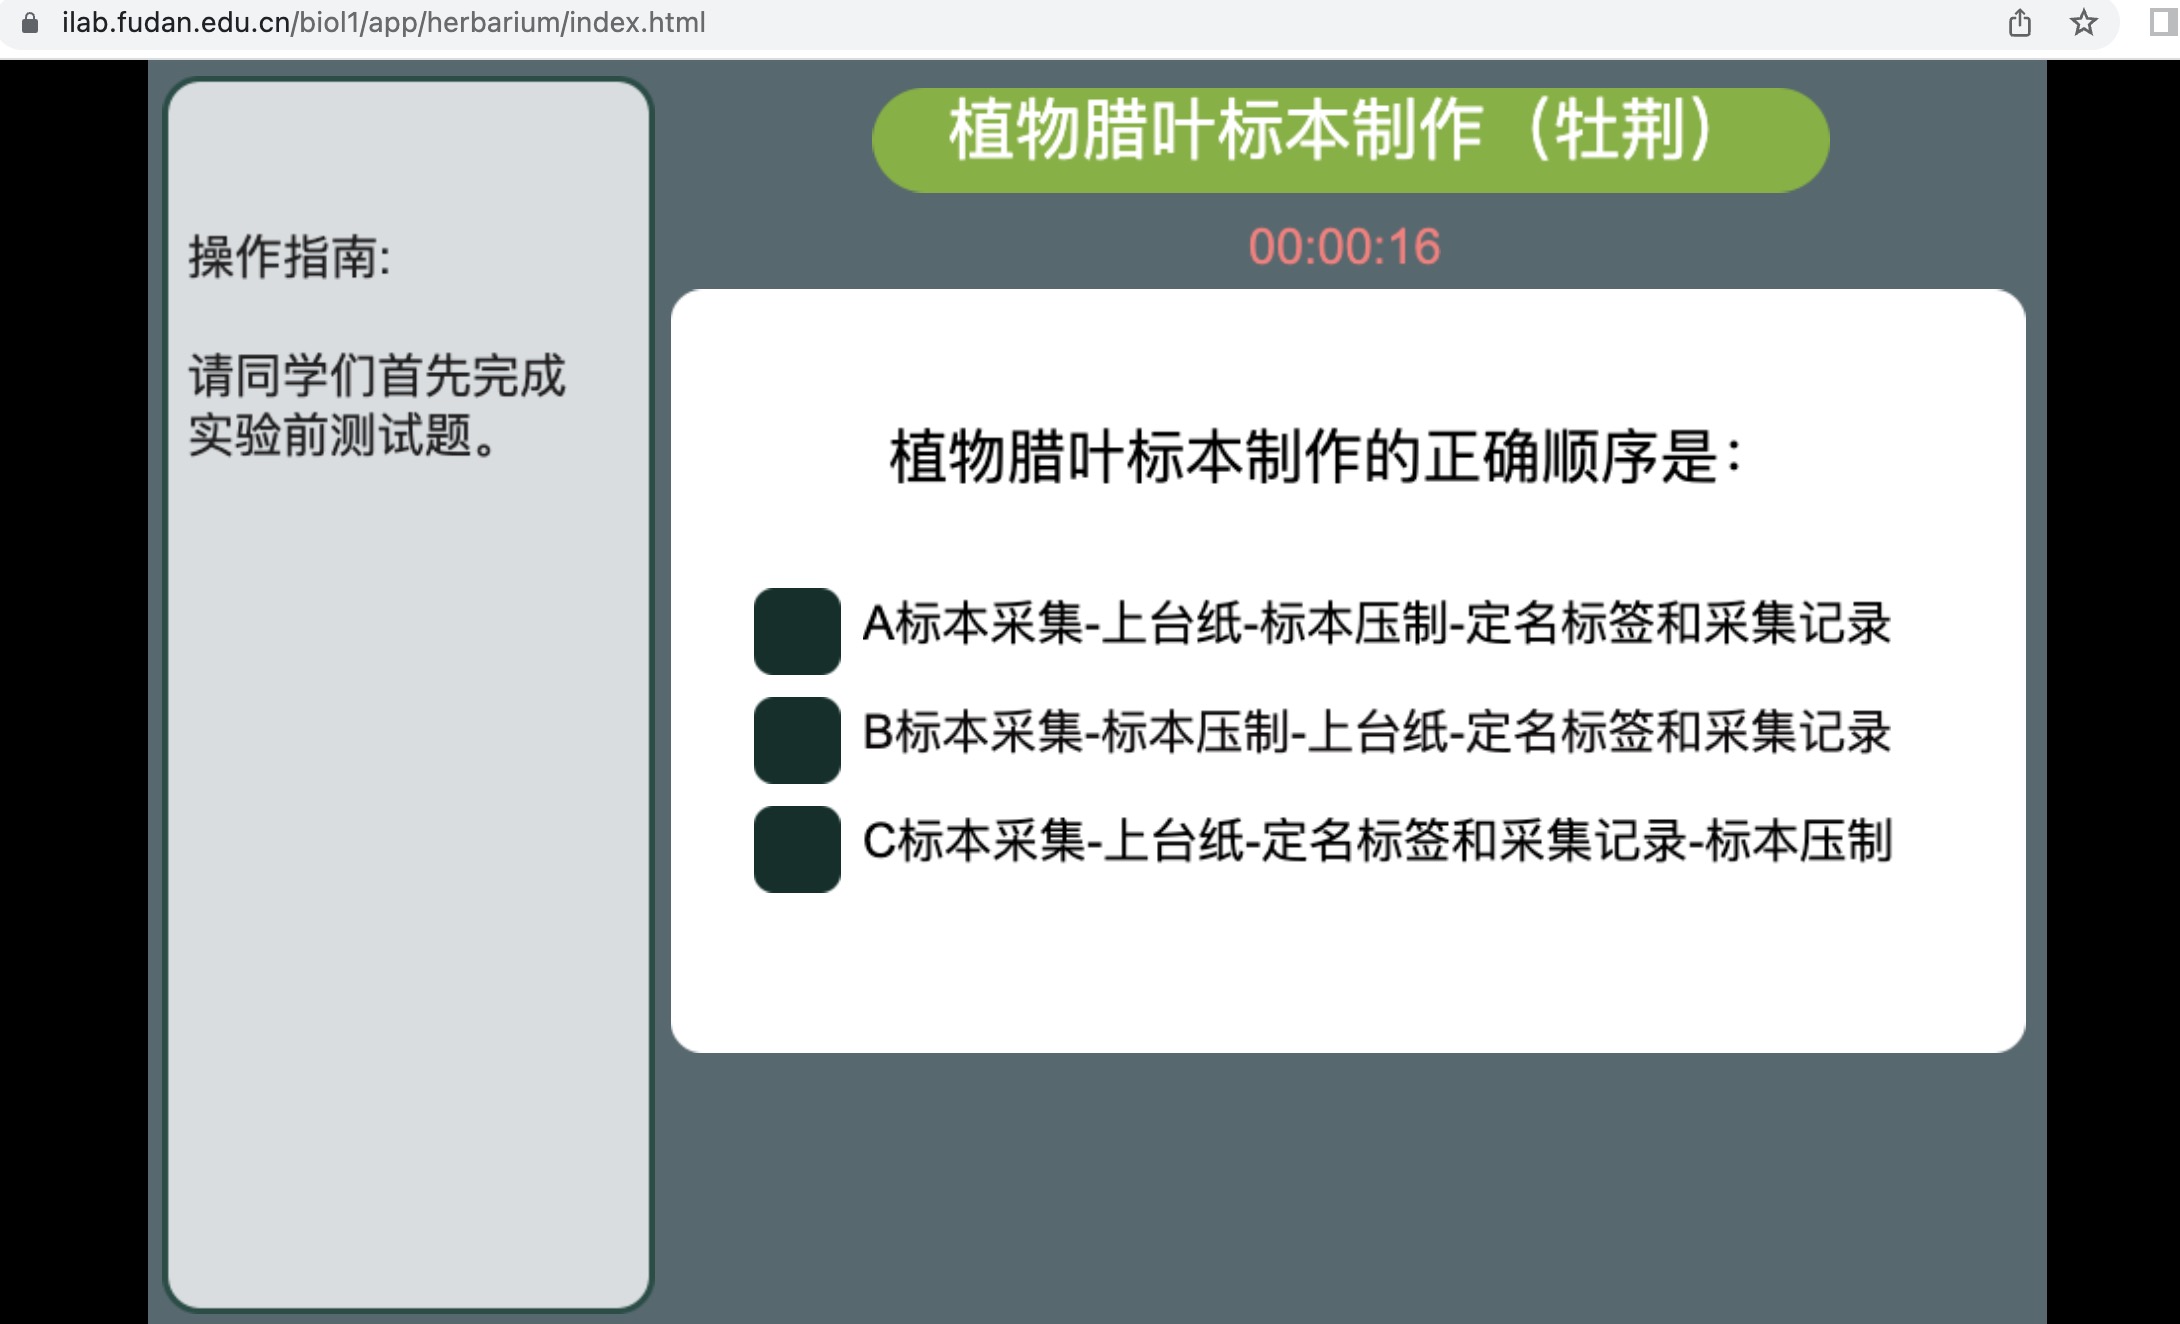 ilab.fudan.edu.cn/biol1/app/herbarium/index.html
操作指南:
请同学们首先完成
实验前测试题。
植物腊叶标本制作（牡荆）
00:00:16
植物腊叶标本制作的正确顺序是：
A标本采集-上台纸-标本压制-定名标签和采集记录
B标本采集-标本压制-上台纸-定名标签和采集记录
C标本采集-上台纸-定名标签和采集记录-标本压制